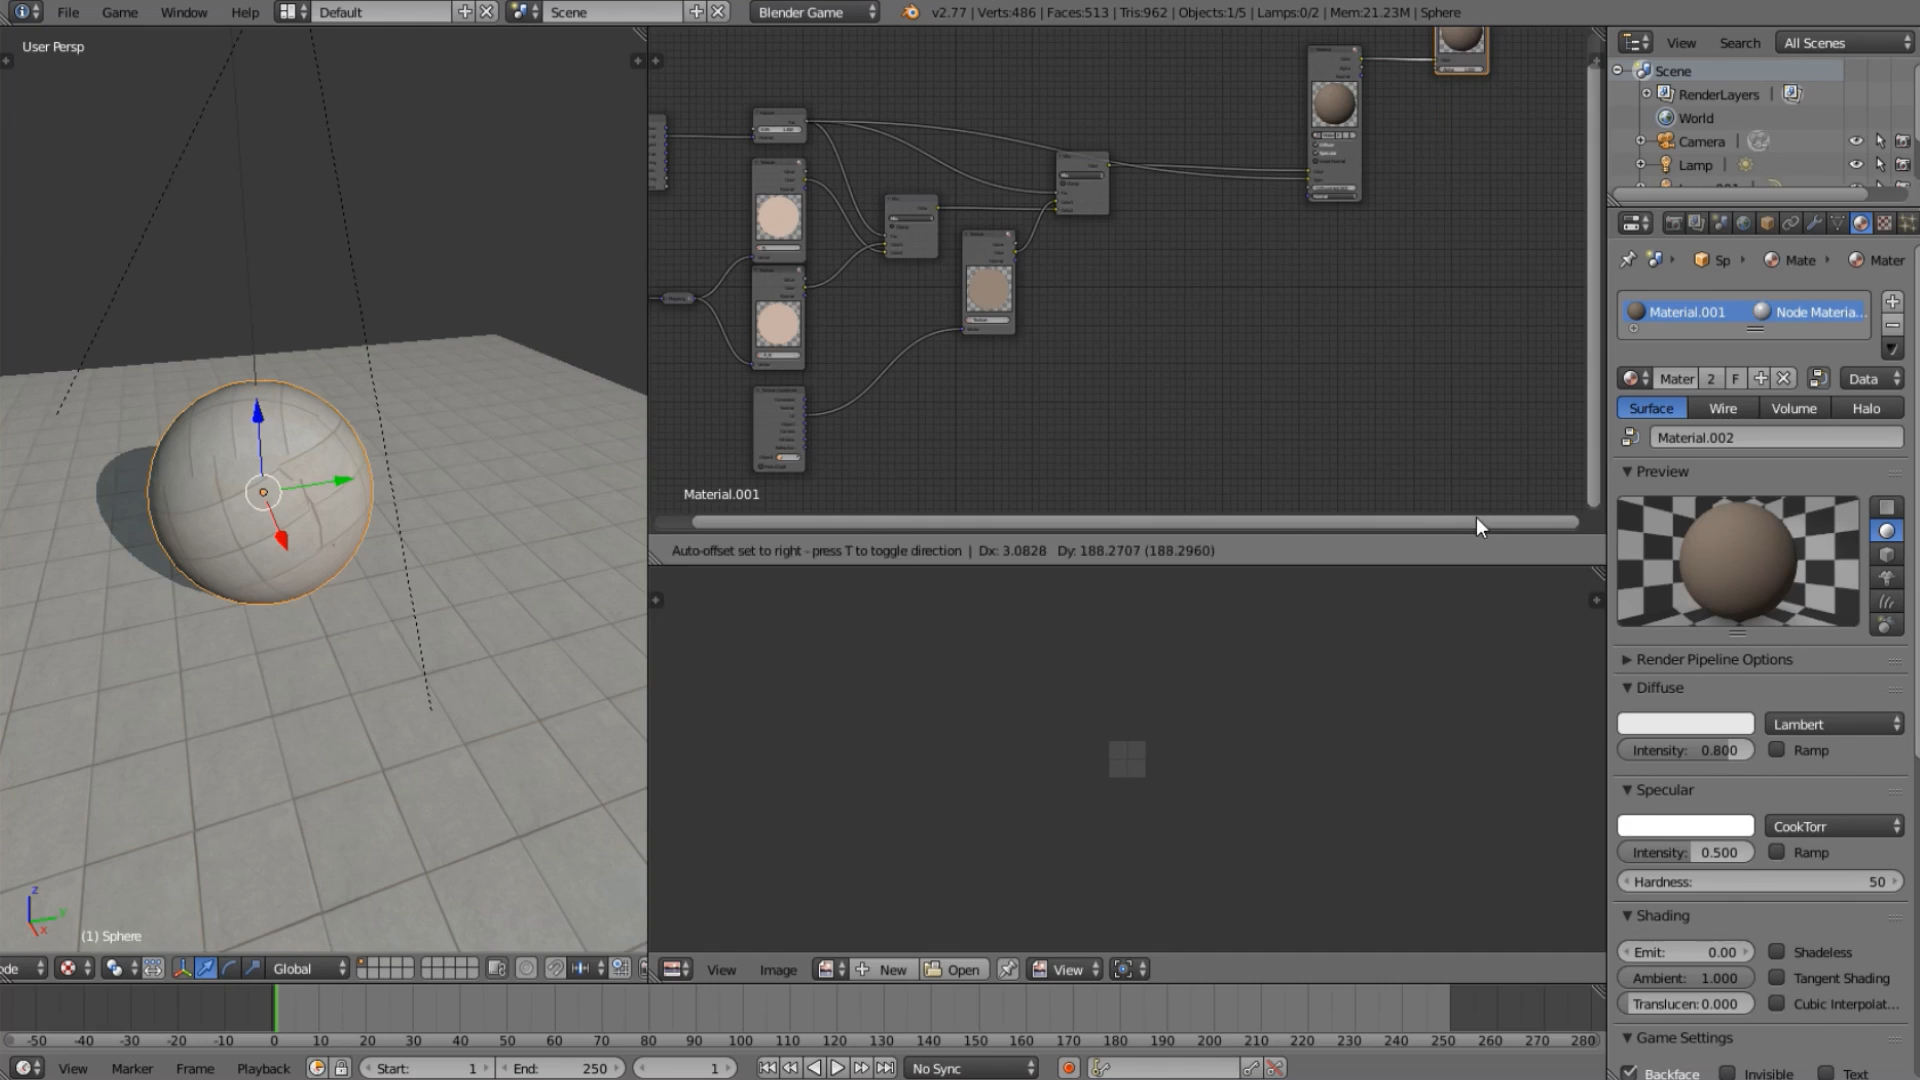 File Game Window Help Default Scene Blender Game v2.77 | Verts:486 | Faces:513 | Tris:962 | Objects:1/5 | Lamps:0/2 | Mem:21.23M | Sphere
User Persp
(1) Sphere
z
y
x
ode Global
Material.001
Auto-offset set to right - press T to toggle direction | Dx: 3.0828 Dy: 188.2707 (188.2960)
View Image New Open View
View Search All Scenes
Scene
RenderLayers |
World
Camera |
Lamp |
Sp Mate Mater
Material.001 Node Materia...
Mater 2 F Data
Surface Wire Volume Halo
Material.002
Preview
Render Pipeline Options
Diffuse
Lambert
Intensity: 0.800 Ramp
Specular
CookTorr
Intensity: 0.500 Ramp
Hardness: 50
Shading
Emit: 0.00 Shadeless
Ambient: 1.000 Tangent Shading
Translucen: 0.000 Cubic Interpolat...
Game Settings
Backface Invisible Text
-50 -40 -30 -20 -10 0 10 20 30 40 50 60 70 80 90 100 110 120 130 140 150 160 170 180 190 200 210 220 230 240 250 260 270 280
View Marker Frame Playback Start: 1 End: 250 1 No Sync